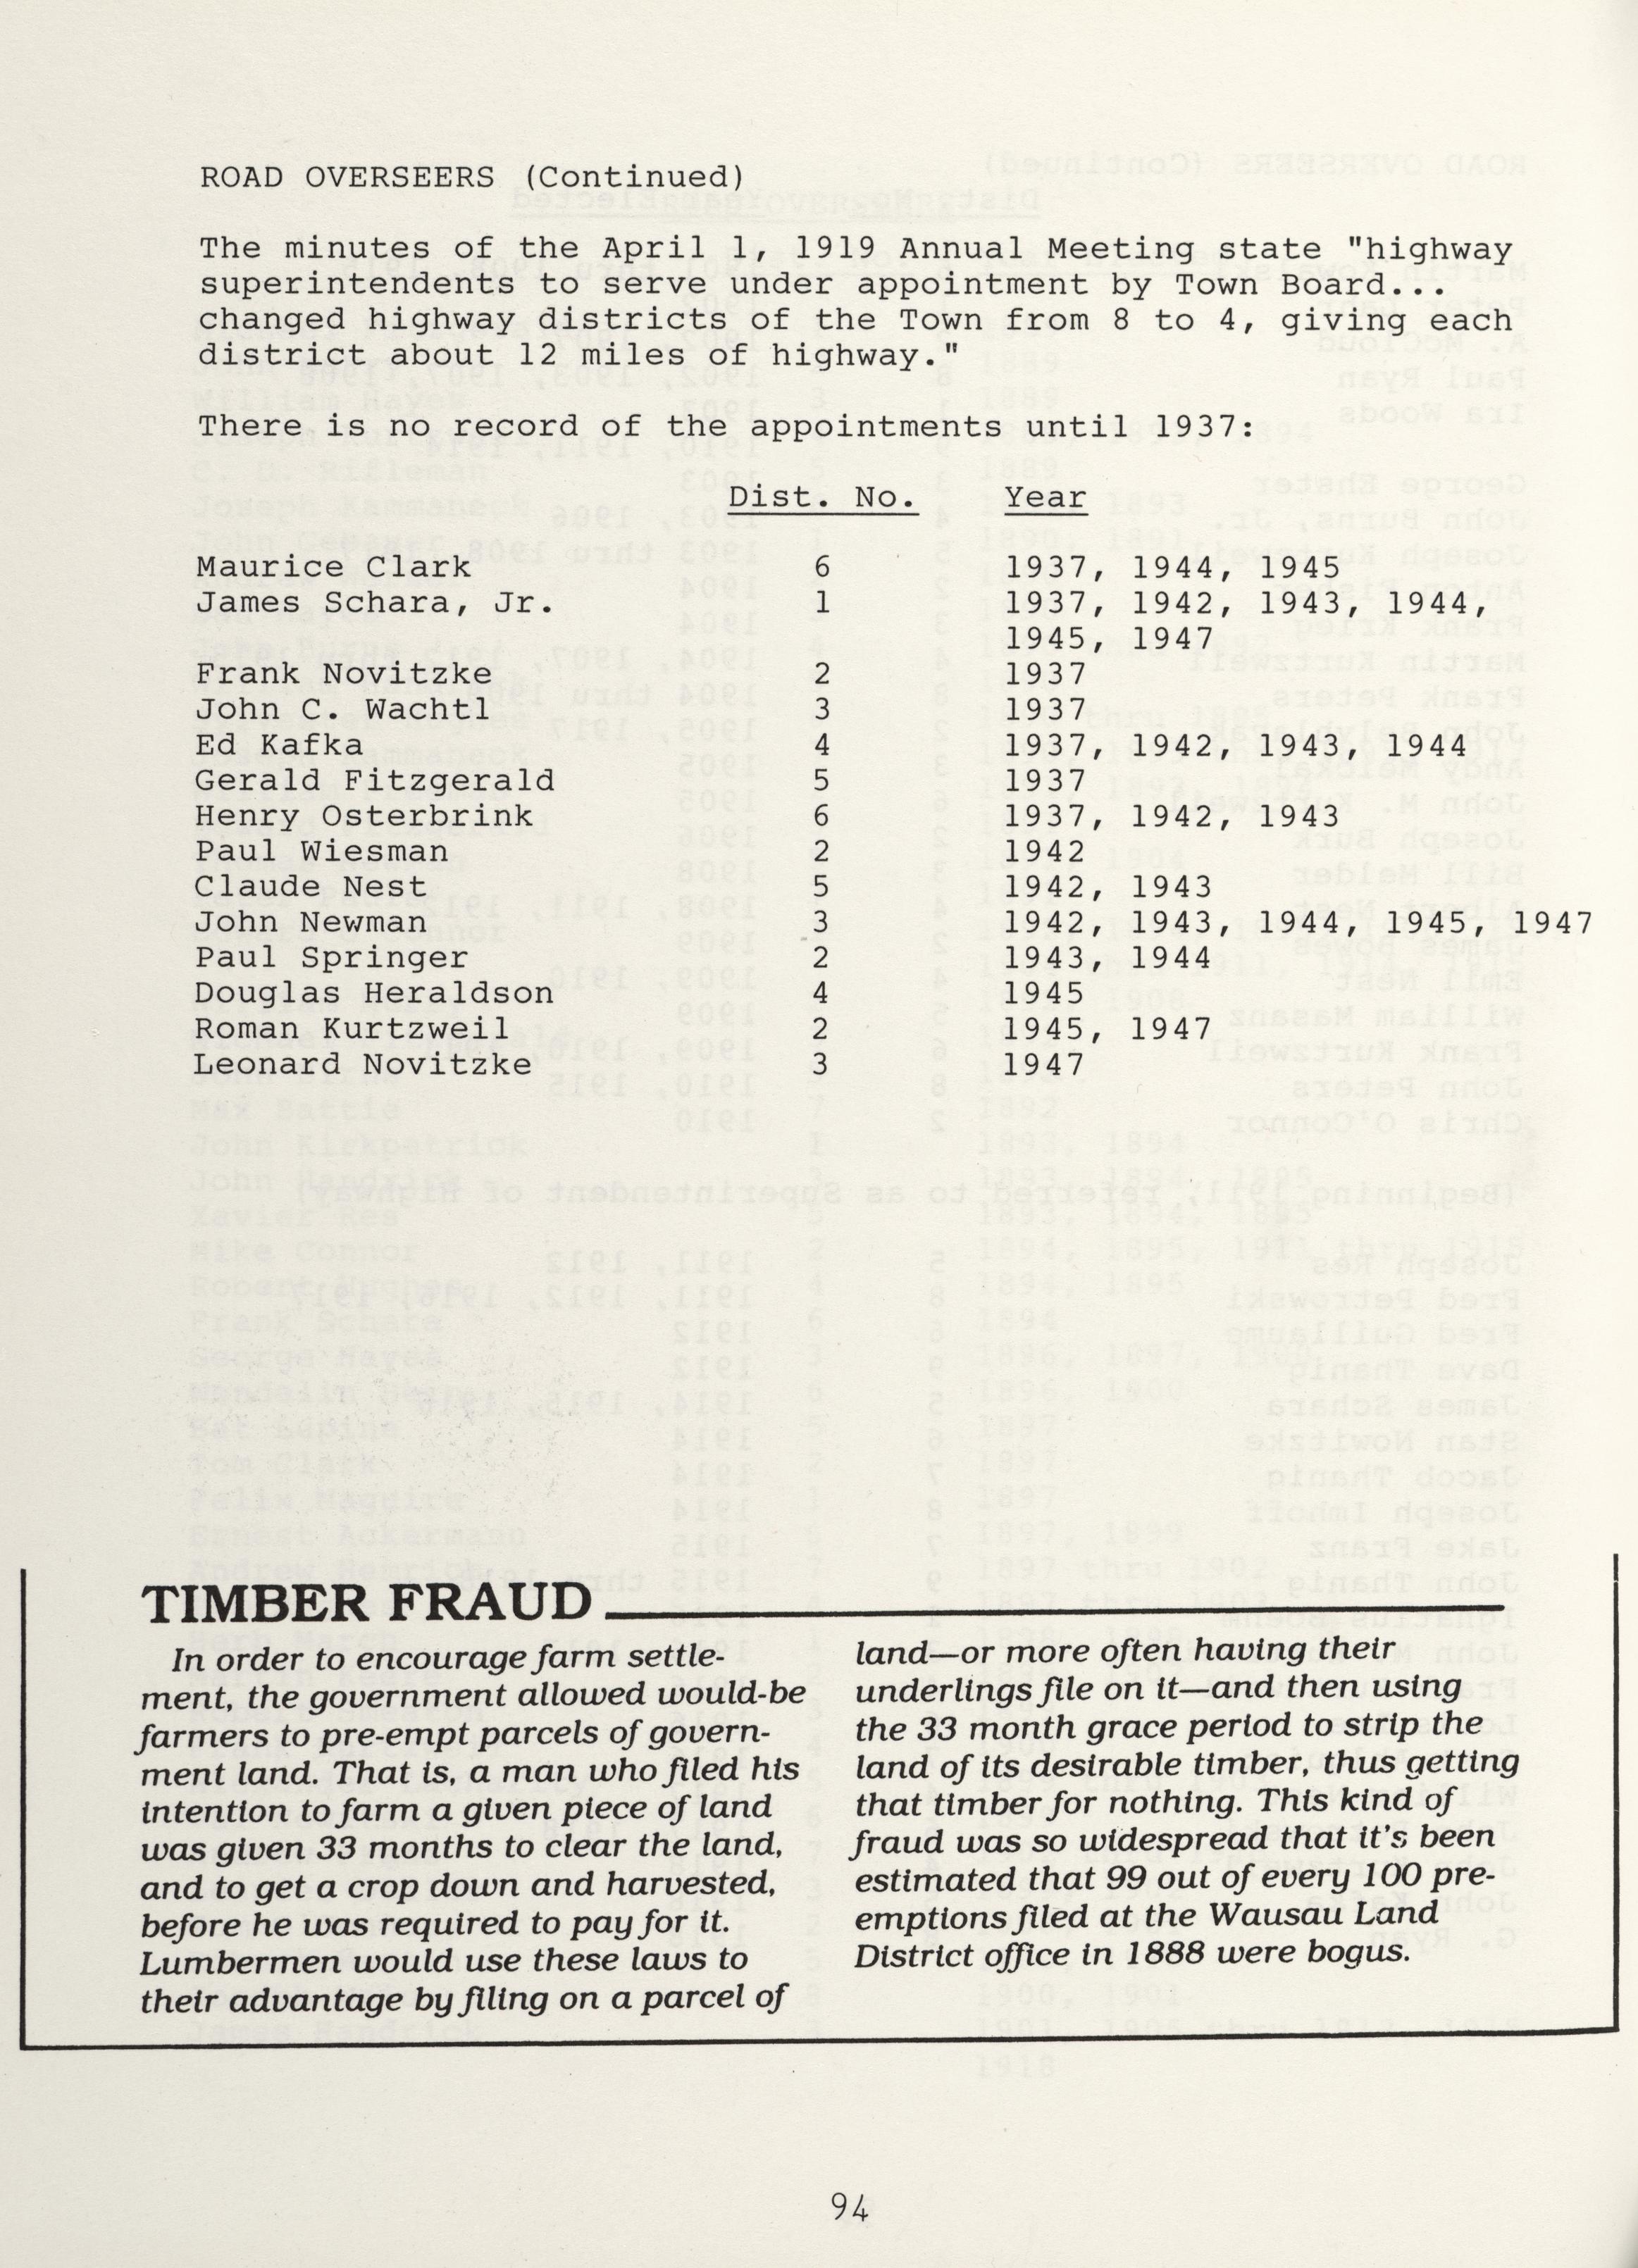 ROAD OVERSEERS (Continued)
The minutes of the April 1, 1919 Annual Meeting state "highway
superintendents to serve under appointment by Town Board...
changed highway districts of the Town from 8 to 4, giving each
district about 12 miles of highway."
There is no record of the appointments until 1937:
Dist. No. Year
Maurice Clark 6 1937, 1944, 1945
James Schara, Jr. 1 1937, 1942, 1943, 1944,
1945, 1947
Frank Novitzke 2 1937
John C. Wachtl 3 1937
Ed Kafka 4 1937, 1942, 1943, 1944
Gerald Fitzgerald 5 1937
Henry Osterbrink 6 1937, 1942, 1943
Paul Wiesman 2 1942
Claude Nest 5 1942, 1943
John Newman 3 1942, 1943, 1944, 1945, 1947
Paul Springer 2 1943, 1944
Douglas Heraldson 4 1945
Roman Kurtzweil 2 1945, 1947
Leonard Novitzke 3 1947
TIMBER FRAUD
In order to encourage farm settle-
ment, the government allowed would-be
farmers to pre-empt parcels of govern-
ment land. That is, a man who filed his
intention to farm a given piece of land
was given 33 months to clear the land,
and to get a crop down and harvested,
before he was required to pay for it.
Lumbermen would use these laws to
their advantage by filing on a parcel of
land—or more often having their
underlings file on it—and then using
the 33 month grace period to strip the
land of its desirable timber, thus getting
that timber for nothing. This kind of
fraud was so widespread that it's been
estimated that 99 out of every 100 pre-
emptions filed at the Wausau Land
District office in 1888 were bogus.
94